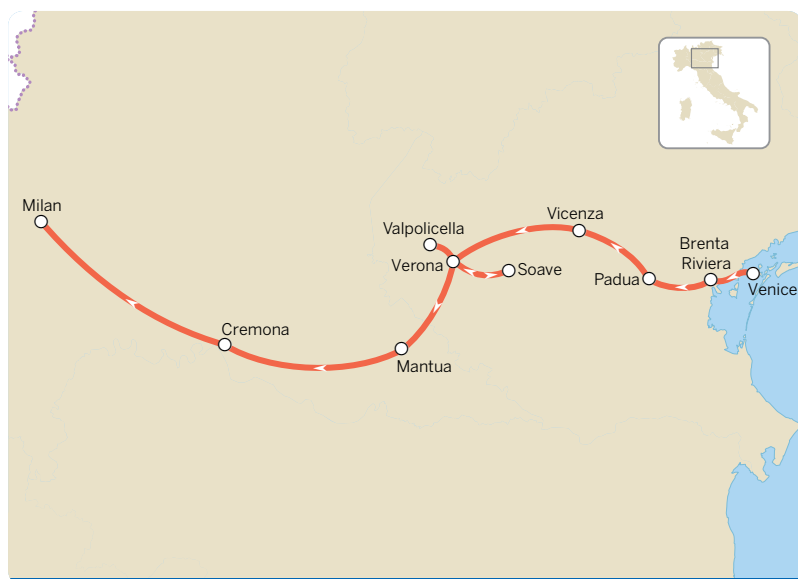 Milan
Valpolicella
Vicenza
Verona
Soave
Brenta
Riviera
Padua
Venice
Cremona
Mantua